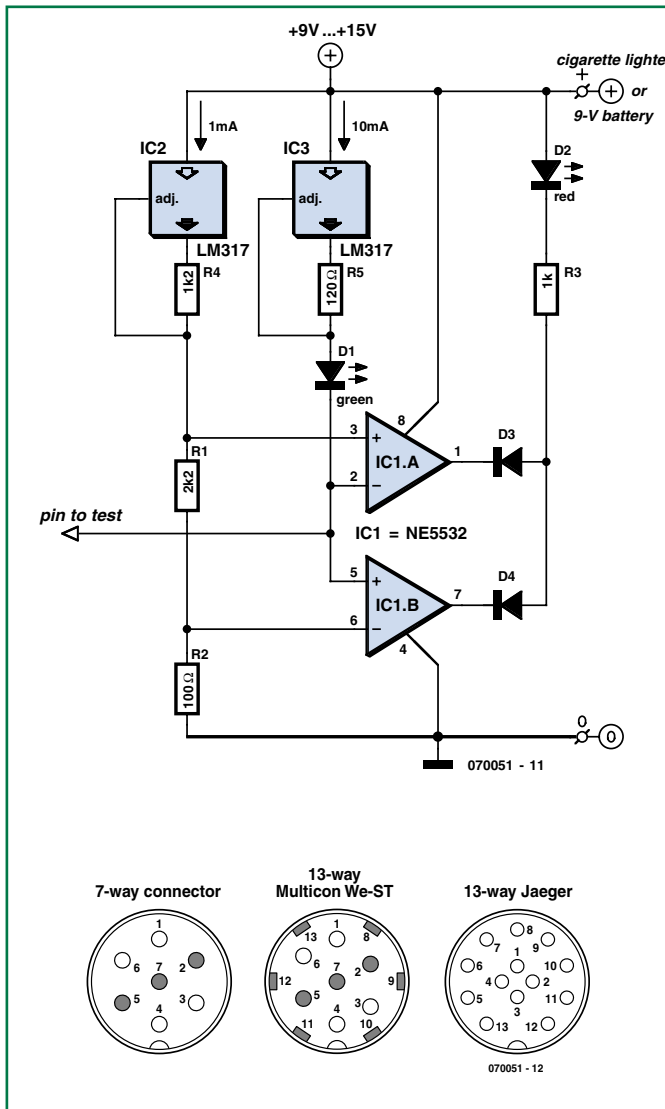 +9V ...+15V
cigarette lighte
+
or
9-V battery
1mA
10mA
IC2
IC3
D2
adj.
adj.
red
LM317
LM317
R4
1k2
R5
120Ω
R3
1k
D1
green
8
3
+
1
D3
R1
2k2
2
–
IC1.A
pin to test
IC1 = NE5532
5
+
7
D4
6
–
IC1.B
4
R2
100Ω
0
0
070051 - 11
7-way connector
13-way
Multicon We-ST
13-way Jaeger
1
6
2
7
5
3
4
13
1
8
6
2
12
7
9
5
3
11
4
10
8
7
9
1
6
10
4
2
5
11
3
13
12
070051 - 12